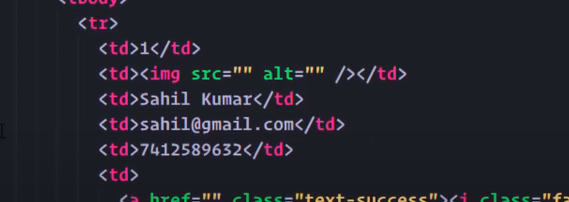 <tbody>
<tr>
<td>1</td>
<td><img src="" alt="" /></td>
<td>Sahil Kumar</td>
<td>sahil@gmail.com</td>
<td>7412589632</td>
<td>
<a href="" class="text-success"><i class="fa